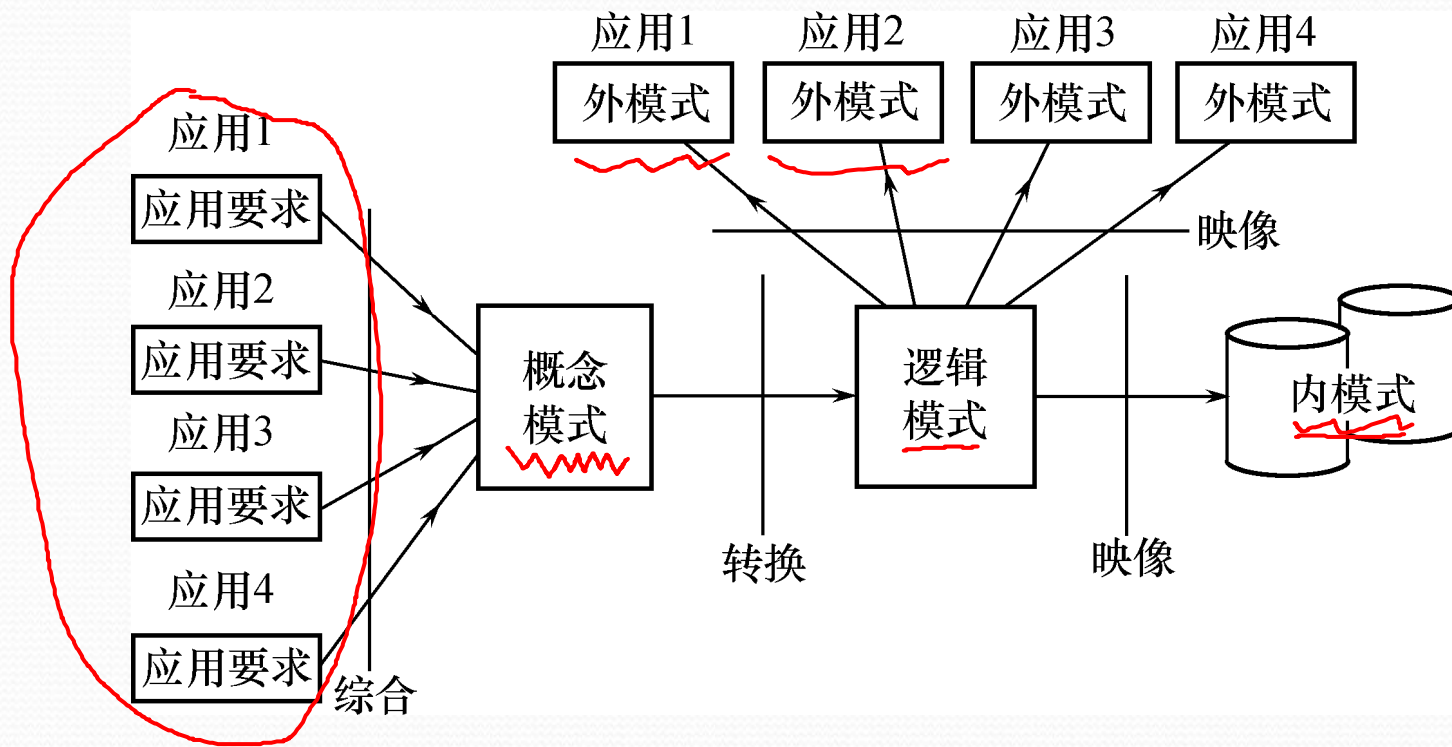 应用1
应用2
应用3
应用4
外模式
外模式
外模式
外模式
映像
应用1
应用要求
应用2
应用要求
应用3
应用要求
应用4
应用要求
综合
概念
模式
转换
逻辑
模式
映像
内模式